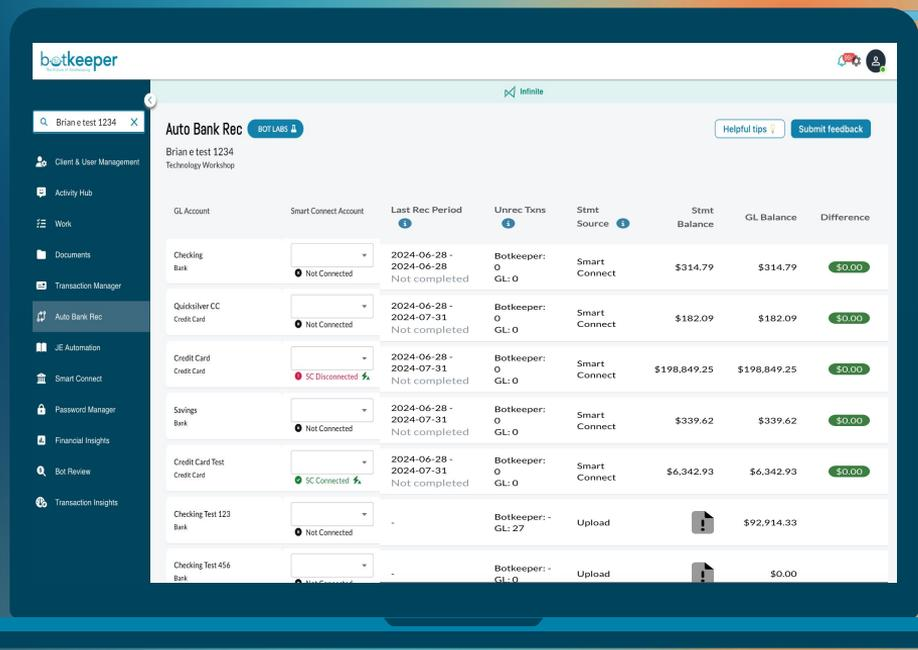 botkeeper
The Future of Bookkeeping
99+
Infinite
Brian e test 1234
Client & User Management
Activity Hub
Work
Documents
Transaction Manager
Auto Bank Rec
JE Automation
Smart Connect
Password Manager
Financial Insights
Bot Review
Transaction Insights
Auto Bank Rec BOT LABS
Helpful tips Submit feedback
Brian e test 1234
Technology Workshop
GL Account Smart Connect Account Last Rec Period Unrec Txns Stmt Source Stmt Balance GL Balance Difference
Checking
Bank
Not Connected
2024-06-28 -
2024-06-28
Not completed
Botkeeper:
0
GL: 0
Smart
Connect
$314.79 $314.79 $0.00
Quicksilver CC
Credit Card
Not Connected
2024-06-28 -
2024-07-31
Not completed
Botkeeper:
0
GL: 0
Smart
Connect
$182.09 $182.09 $0.00
Credit Card
Credit Card
SC Disconnected
2024-06-28 -
2024-07-31
Not completed
Botkeeper:
0
GL: 0
Smart
Connect
$198,849.25 $198,849.25 $0.00
Savings
Bank
Not Connected
2024-06-28 -
2024-07-31
Not completed
Botkeeper:
0
GL: 0
Smart
Connect
$339.62 $339.62 $0.00
Credit Card Test
Credit Card
SC Connected
2024-06-28 -
2024-07-31
Not completed
Botkeeper:
0
GL: 0
Smart
Connect
$6,342.93 $6,342.93 $0.00
Checking Test 123
Bank
Not Connected
-
Botkeeper: -
GL: 27
Upload
$92,914.33
Checking Test 456
Bank
Not Connected
-
Botkeeper: -
GL: 0
Upload
$0.00